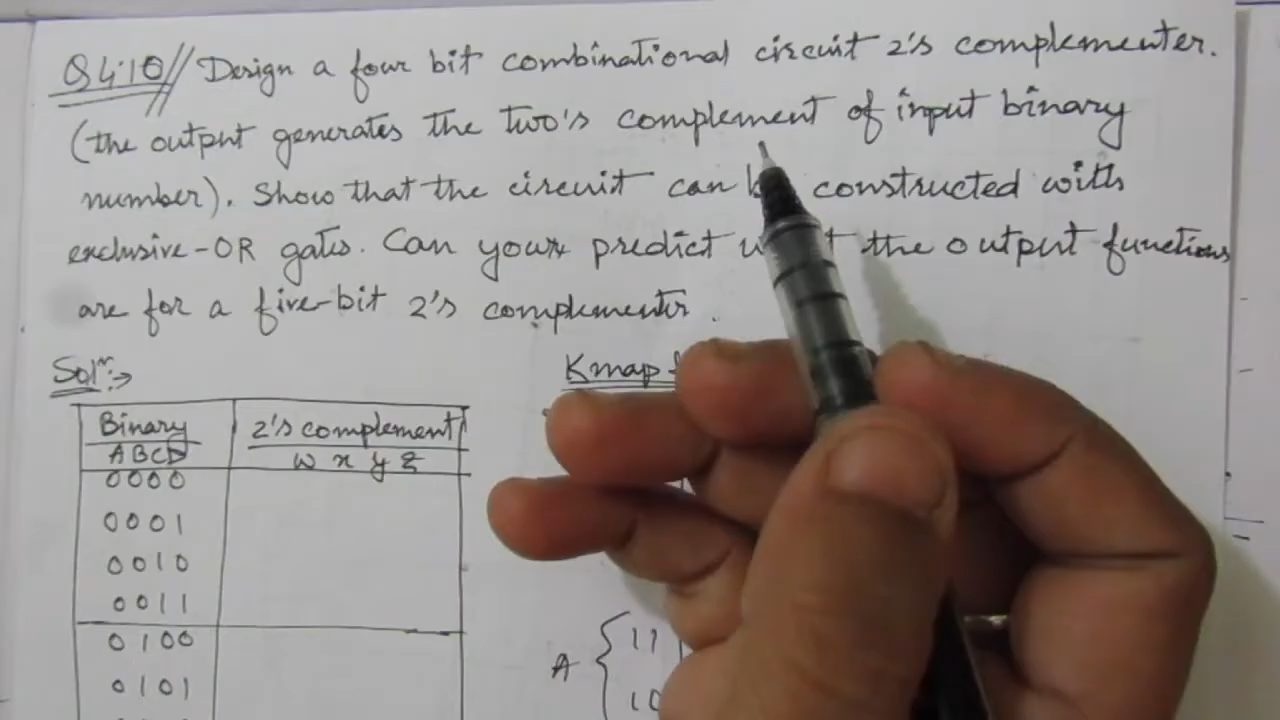 Q4.10 Design a four bit combinational circuit 2's complementer.
(the output generates the two's complement of input binary
number). Show that the circuit can constructed with
exclusive-OR gates. Can your predict the output functions
are for a five-bit 2's complementer.
Solⁿ:→
Kmap
Binary 2's complement
ABCD w x y z
0000
0001
0010
0011
0100
0101
A { 11
10